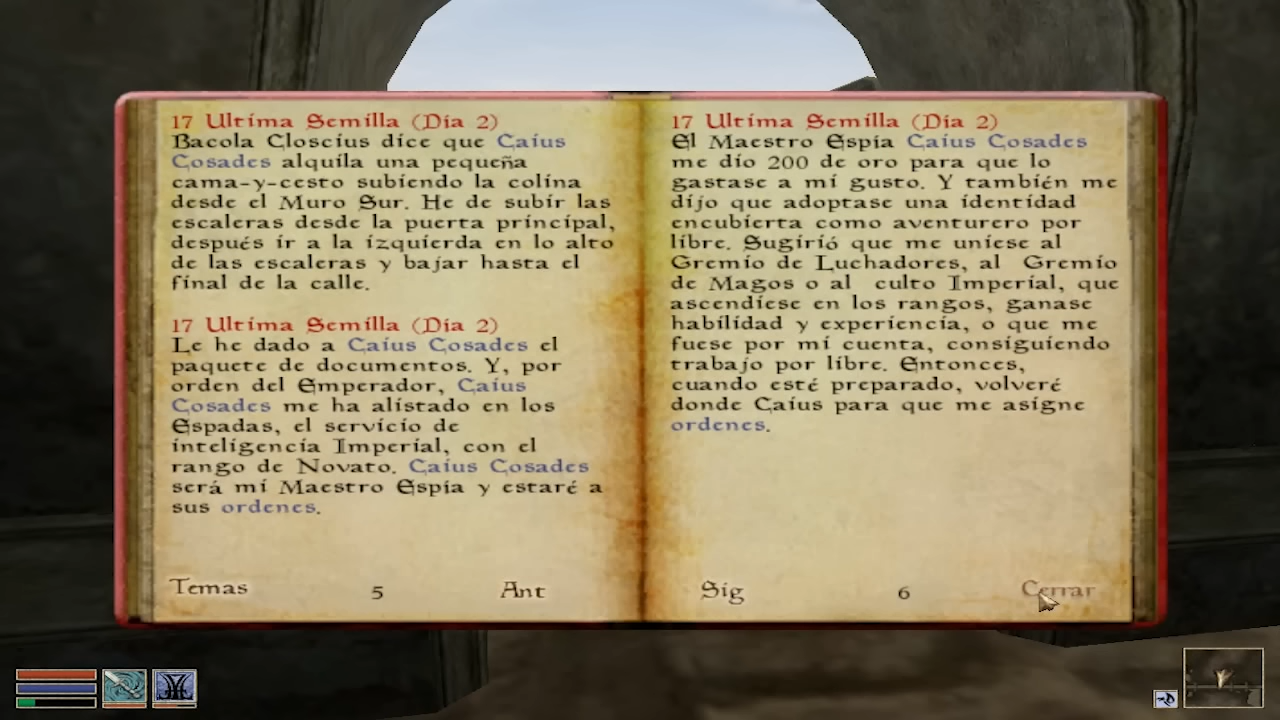 17 Ultima Semilla (Día 2)
Bacola Closcius dice que Caius
Cosades alquila una pequeña
cama-y-cesto subiendo la colina
desde el Muro Sur. He de subir las
escaleras desde la puerta principal,
después ir a la izquierda en lo alto
de las escaleras y bajar hasta el
final de la calle.
17 Ultima Semilla (Día 2)
Le he dado a Caius Cosades el
paquete de documentos. Y, por
orden del Emperador, Caius
Cosades me ha alistado en los
Espadas, el servicio de
inteligencia Imperial, con el
rango de Novato. Caius Cosades
será mi Maestro Espía y estaré a
sus ordenes.
17 Ultima Semilla (Día 2)
El Maestro Espía Caius Cosades
me dio 200 de oro para que lo
gastase a mi gusto. Y también me
dijo que adoptase una identidad
encubierta como aventurero por
libre. Sugirió que me uniese al
Gremio de Luchadores, al Gremio
de Magos o al culto Imperial, que
ascendiese en los rangos, ganase
habilidad y experiencia, o que me
fuese por mi cuenta, consiguiendo
trabajo por libre. Entonces,
cuando esté preparado, volveré
donde Caius para que me asigne
ordenes.
Temas 5 Ant Sig 6 Cerrar